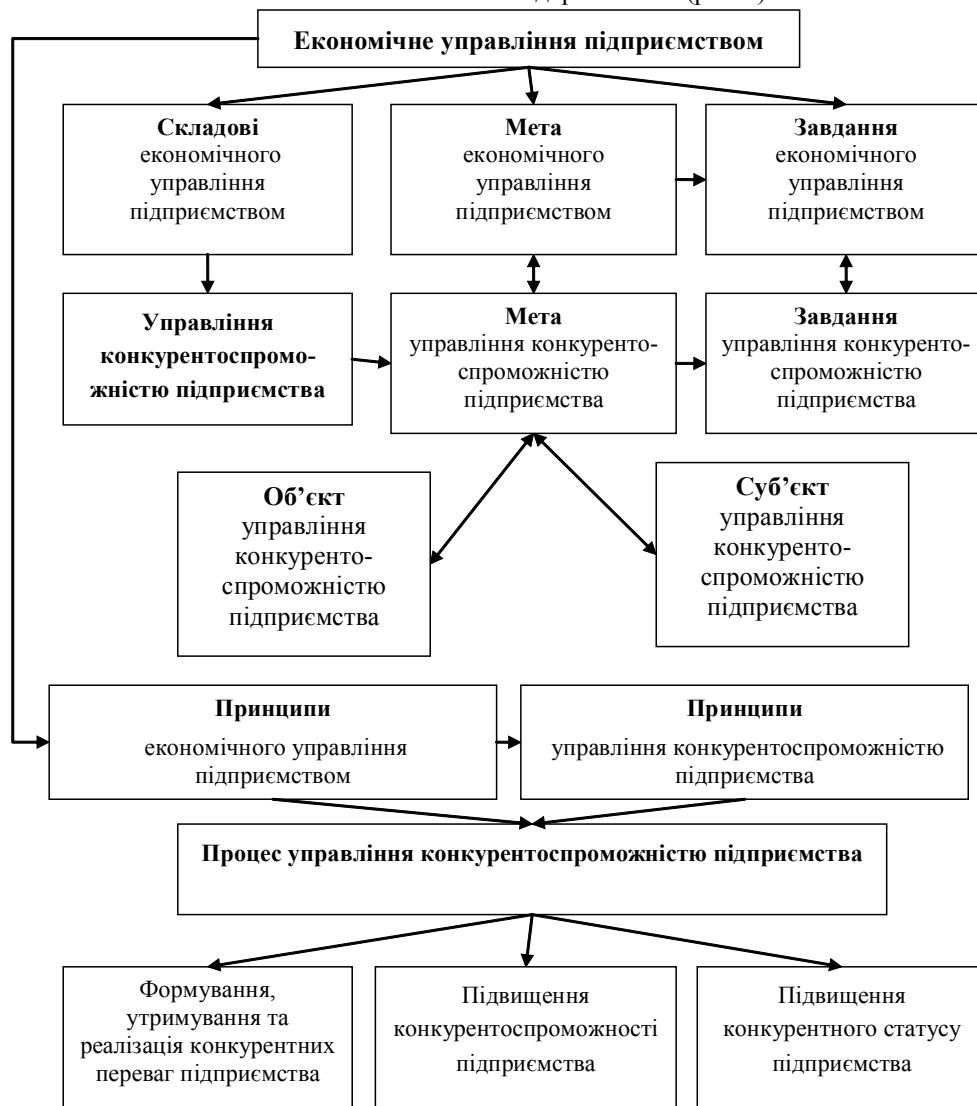 Економічне управління підприємством
Складові
економічного
управління
підприємством
Мета
економічного
управління
підприємством
Завдання
економічного
управління
підприємством
Управління
конкурентоспромо-
жністю підприємства
Мета
управління конкуренто-
спроможністю
підприємства
Завдання
управління конкуренто-
спроможністю
підприємства
Об’єкт
управління
конкуренто-
спроможністю
підприємства
Суб’єкт
управління
конкуренто-
спроможністю
підприємства
Принципи
економічного управління
підприємством
Принципи
управління конкурентоспроможністю
підприємства
Процес управління конкурентоспроможністю підприємства
Формування,
утримування та
реалізація конкурентних
переваг підприємства
Підвищення
конкурентоспроможності
підприємства
Підвищення
конкурентного статусу
підприємства